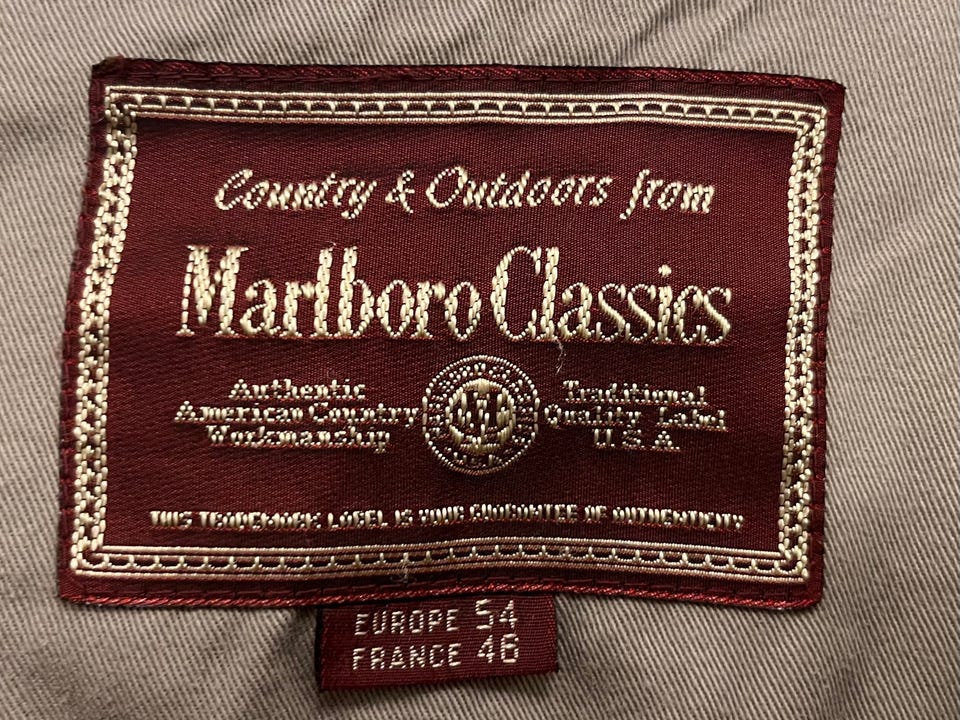 Country & Outdoors from
Marlboro Classics
Authentic
American Country
Workmanship
Traditional
Quality Label
U.S.A
THIS TRADEMARK LABEL IS YOUR GUARANTEE OF AUTHENTICITY
EUROPE 54
FRANCE 46